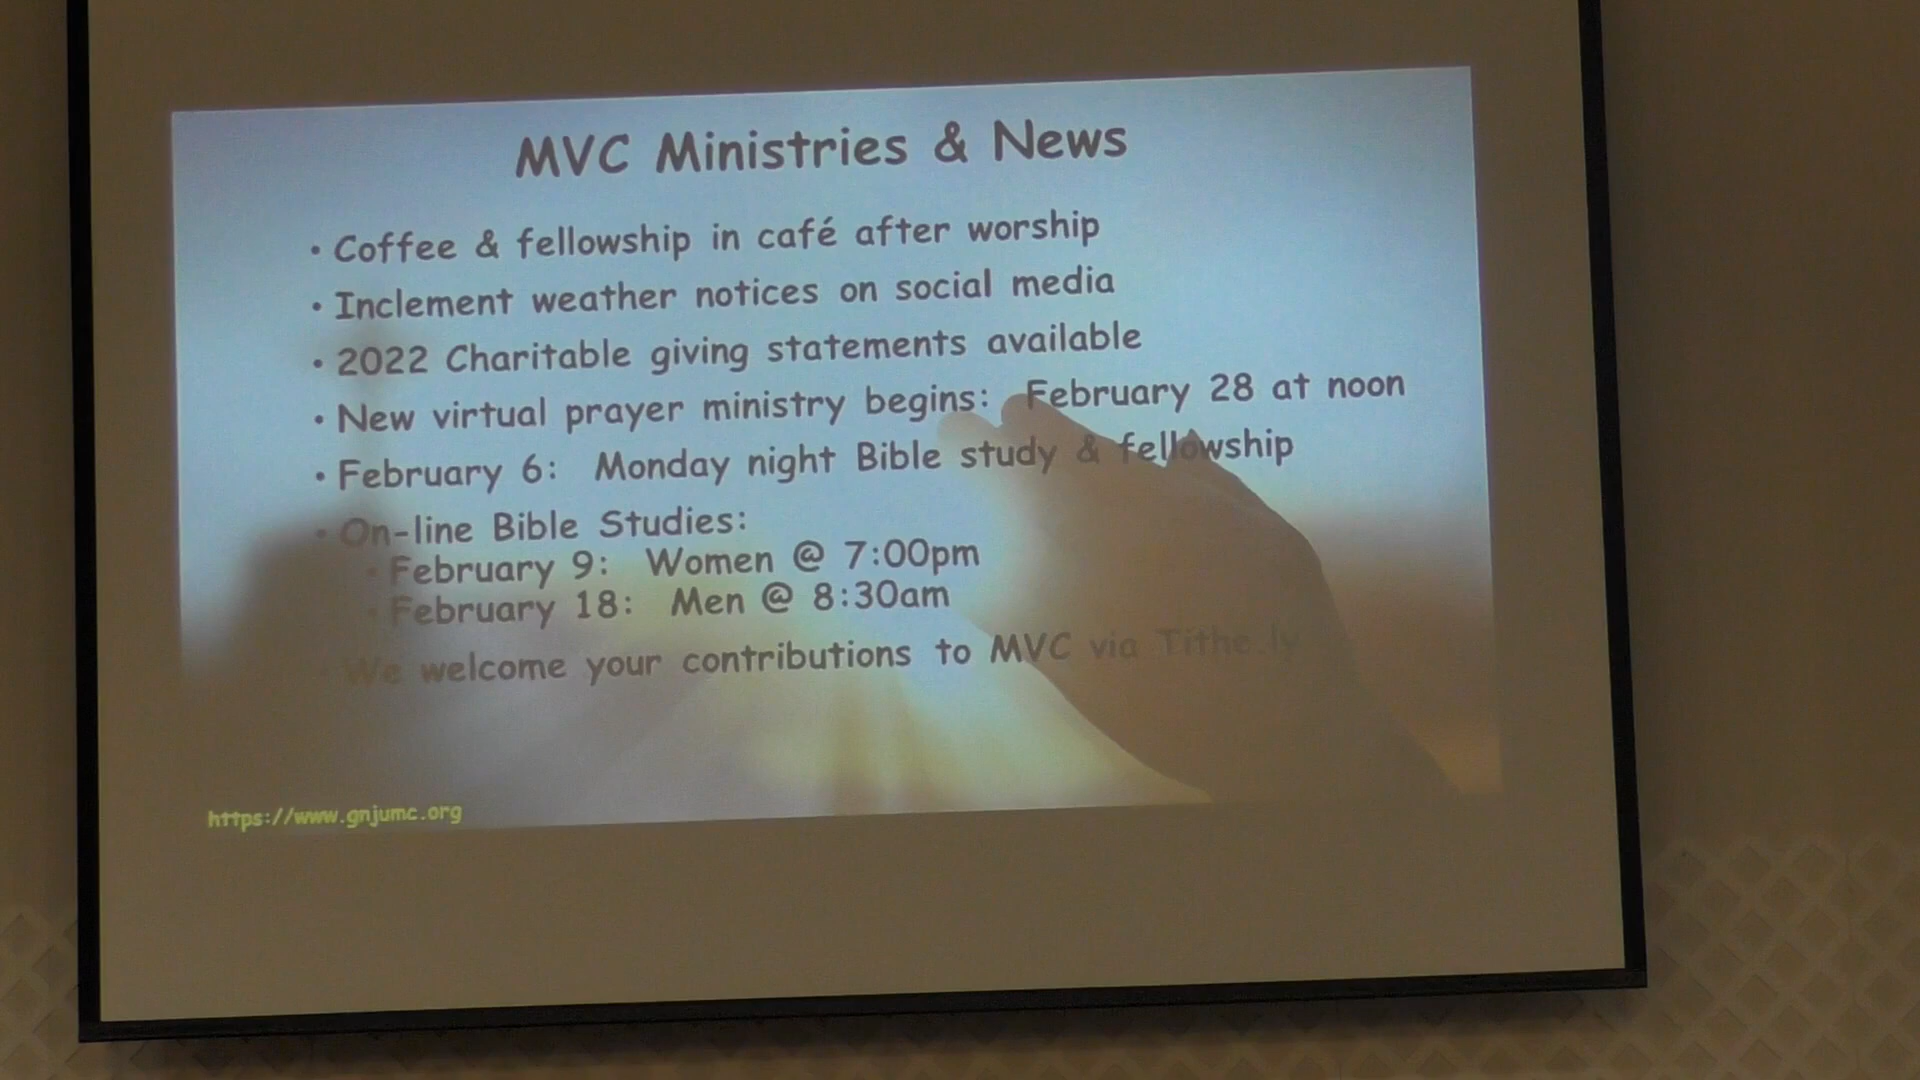 MVC Ministries & News
• Coffee & fellowship in café after worship
• Inclement weather notices on social media
• 2022 Charitable giving statements available
• New virtual prayer ministry begins: February 28 at noon
• February 6: Monday night Bible study & fellowship
• On-line Bible Studies:
• February 9: Women @ 7:00pm
• February 18: Men @ 8:30am
• We welcome your contributions to MVC via Tithe.ly
https://www.gnjumc.org